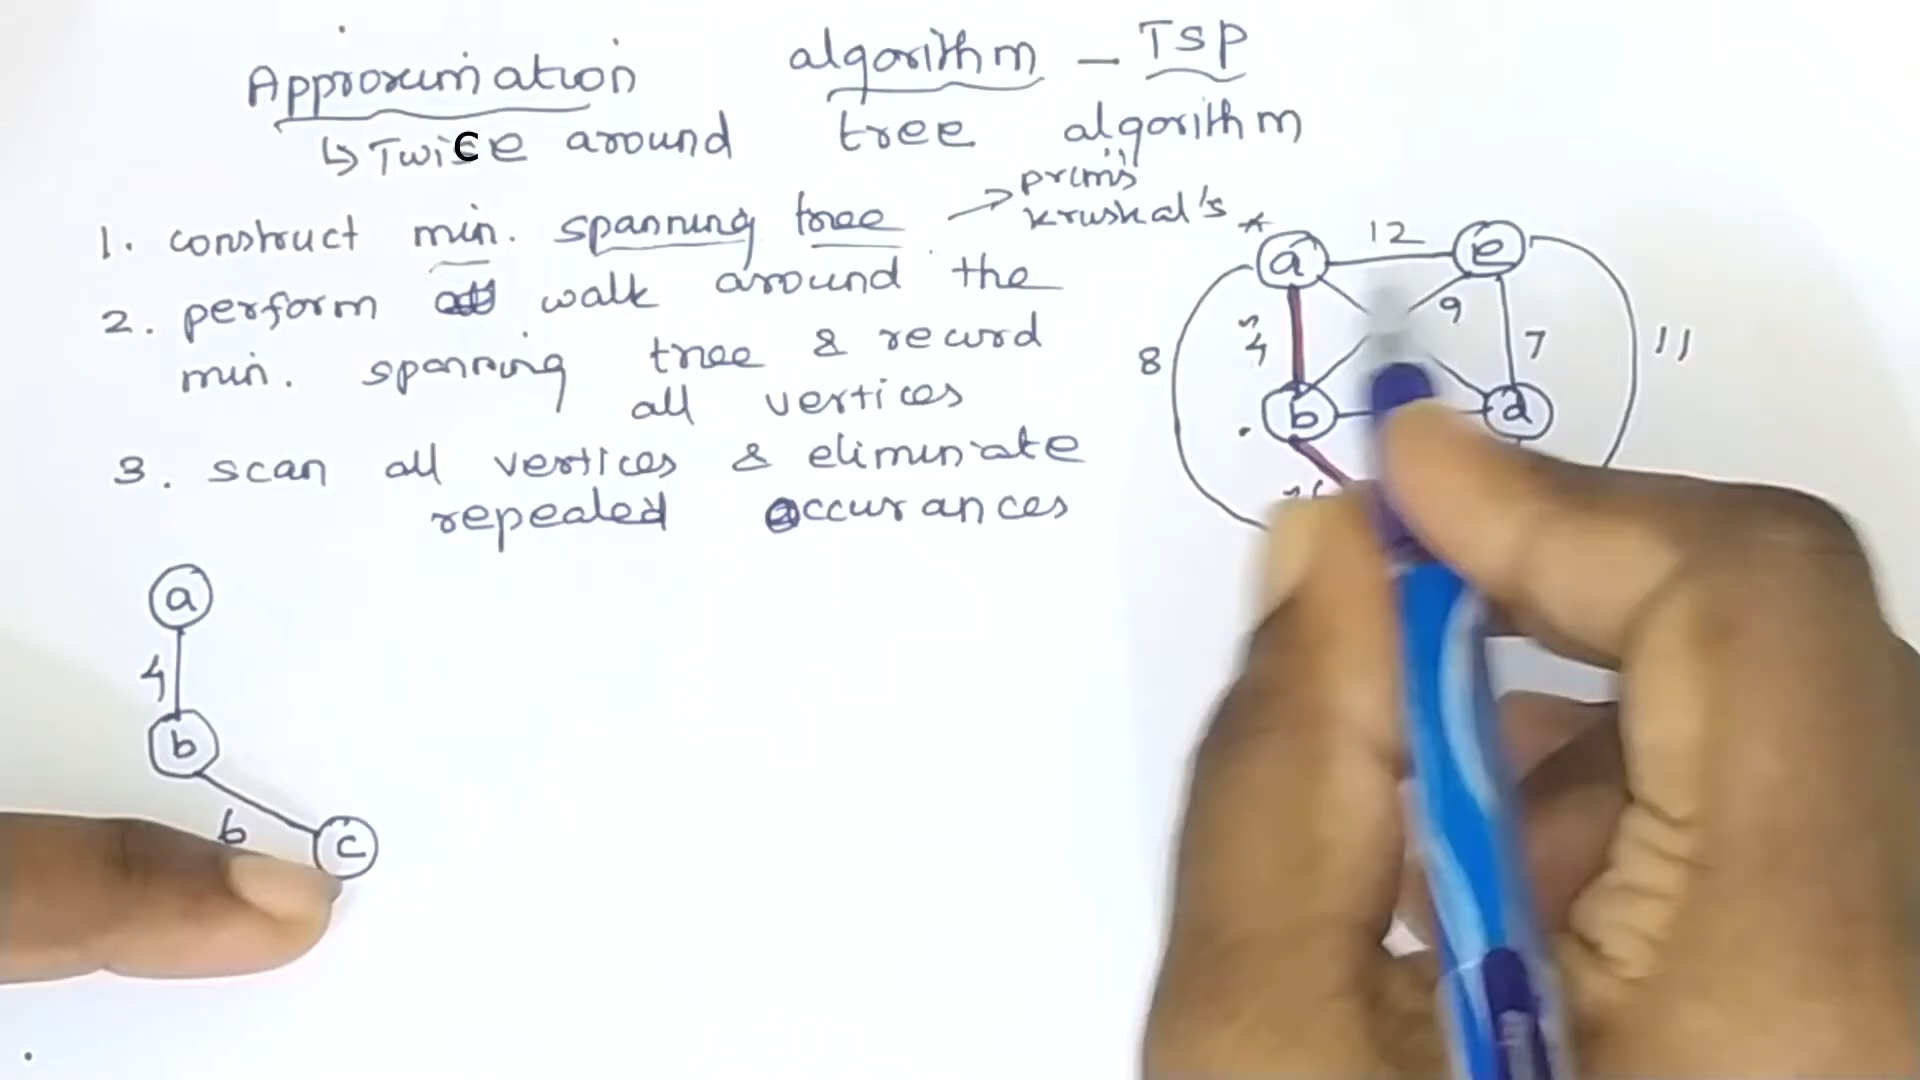 Approximation algorithm - TSP
↳ Twice around tree algorithm
1. construct min. spanning tree → prim's
kruskal's
2. perform walk around the
min. spanning tree & record
all vertices
3. scan all vertices & eliminate
repeated occurances
a 12 e
9
8 4 7 11
b d
a
4
b
6
c